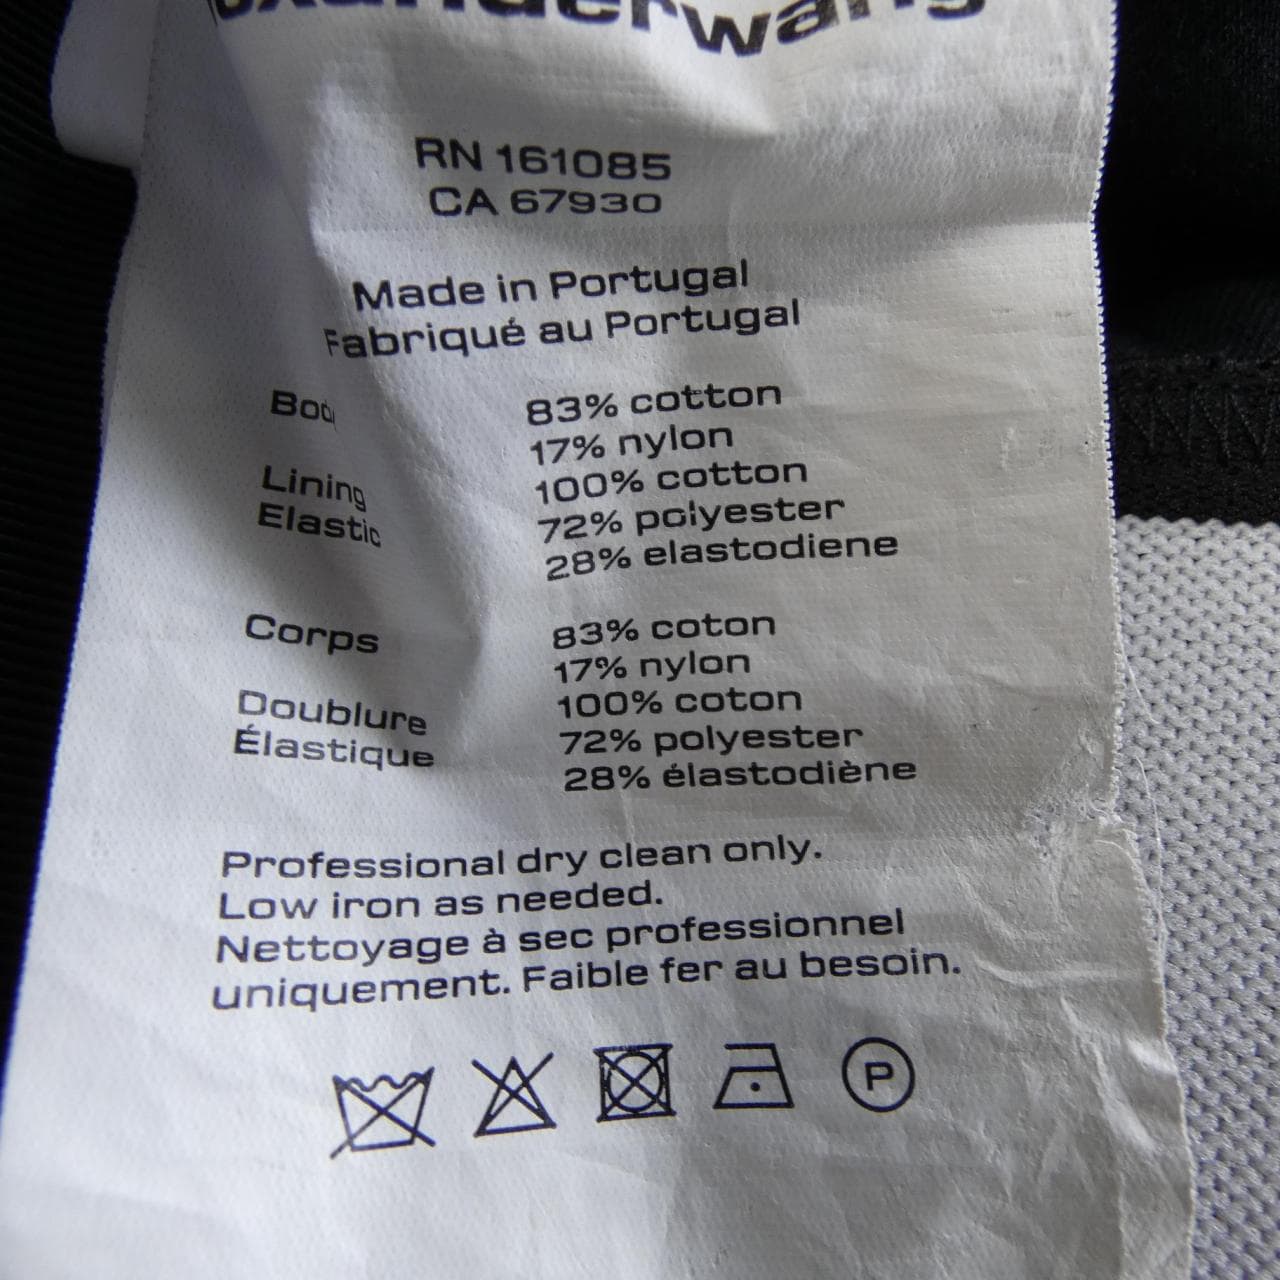 RN 161085
CA 67930
Made in Portugal
Fabriqué au Portugal
83% cotton
17% nylon
Lining 100% cotton
Elastic 72% polyester
28% elastodiene
Corps 83% coton
17% nylon
Doublure 100% coton
Élastique 72% polyester
28% élastodiène
Professional dry clean only.
Low iron as needed.
Nettoyage à sec professionnel
uniquement. Faible fer au besoin.
P